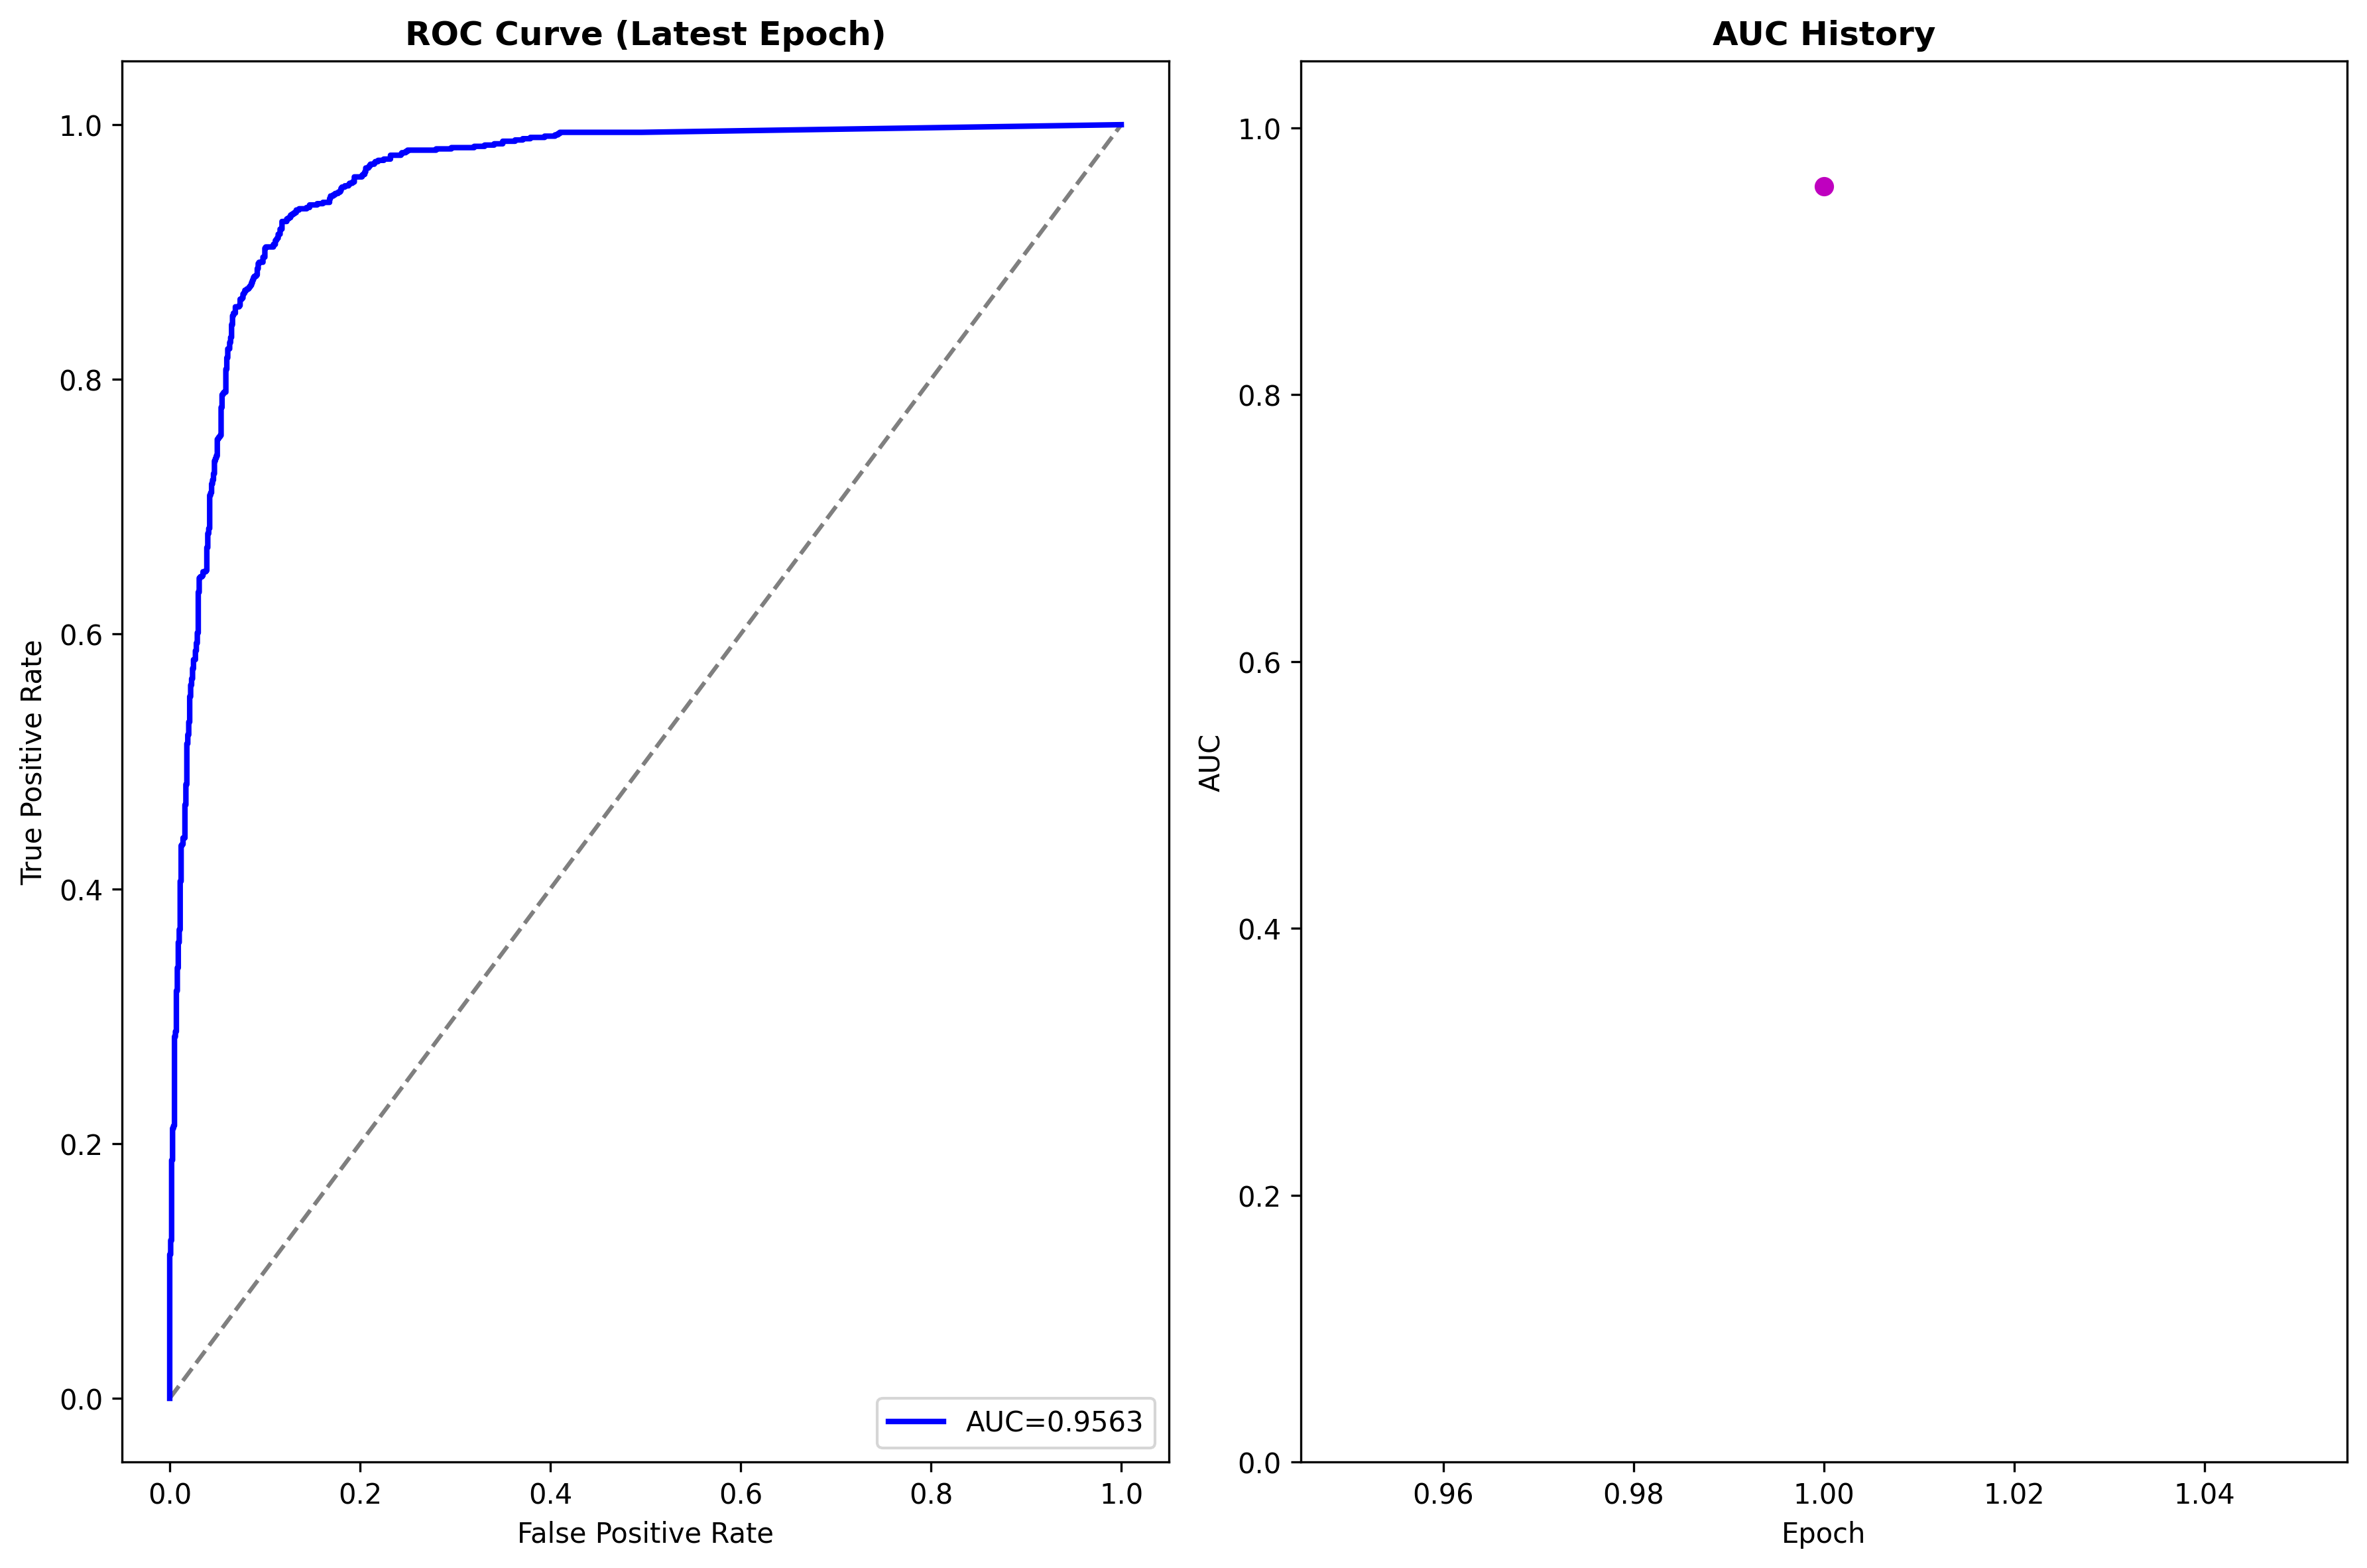 ROC Curve (Latest Epoch)
True Positive Rate
1.0
0.8
0.6
0.4
0.2
0.0
AUC=0.9563
0.0 0.2 0.4 0.6 0.8 1.0
False Positive Rate
AUC History
AUC
1.0
0.8
0.6
0.4
0.2
0.0
0.96 0.98 1.00 1.02 1.04
Epoch